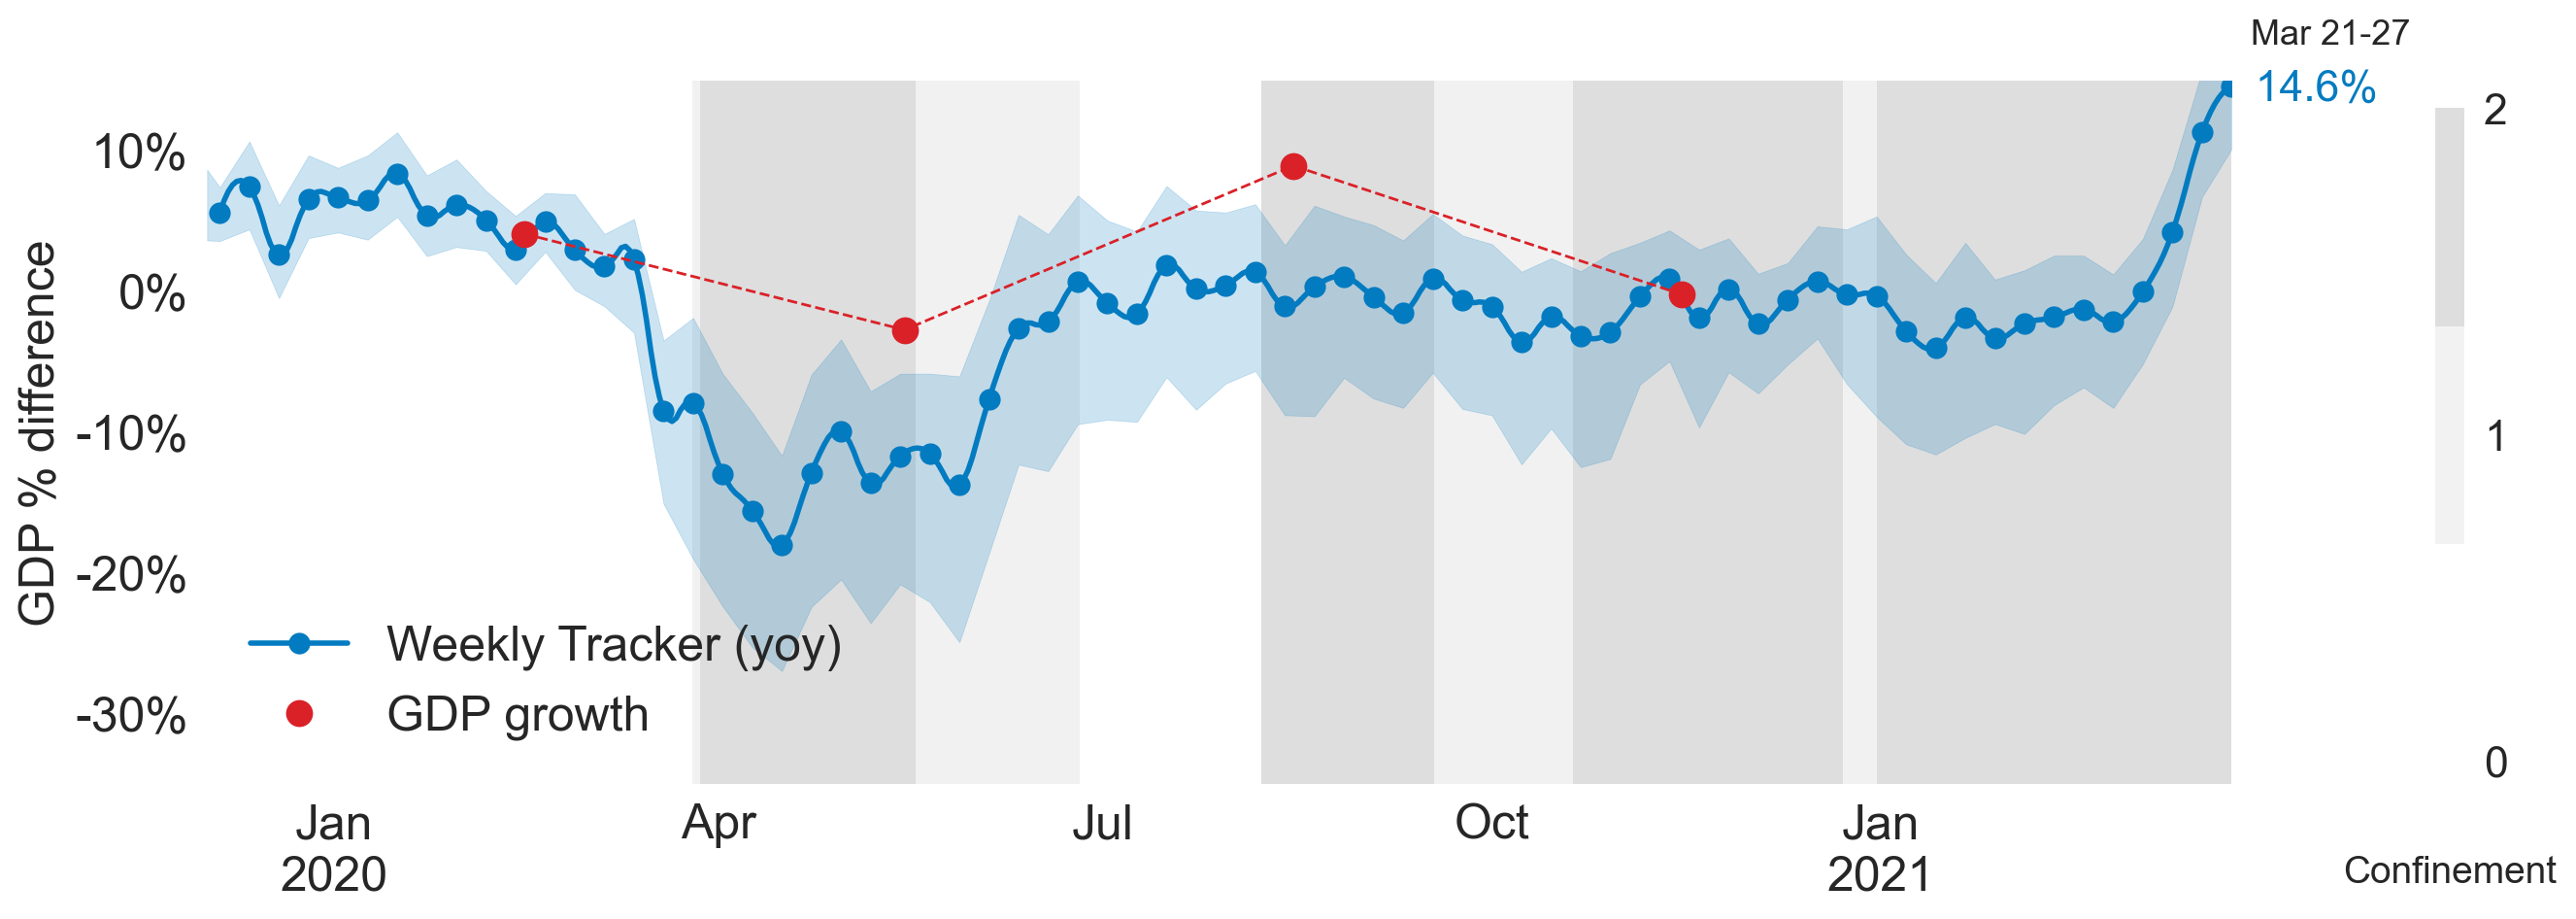 Mar 21-27
14.6%
GDP % difference
10%
0%
-10%
-20%
-30%
Weekly Tracker (yoy)
GDP growth
Jan
2020
Apr
Jul
Oct
Jan
2021
2
1
0
Confinement